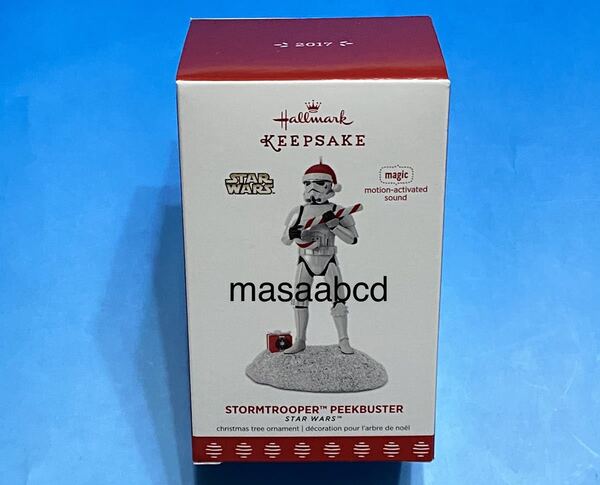 2017
Hallmark
KEEPSAKE
STAR
WARS
magic
motion-activated
sound
masaabcd
STORMTROOPER™ PEEKBUSTER
STAR WARS™
christmas tree ornament | décoration pour l'arbre de noël